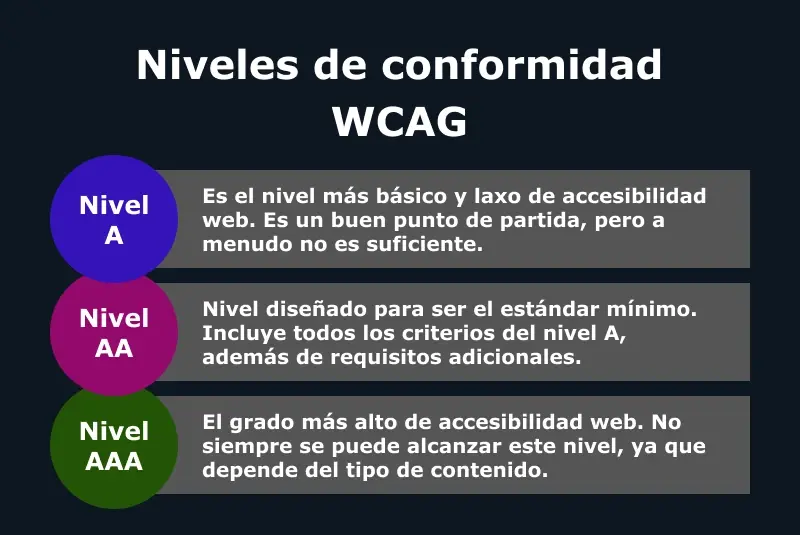 Niveles de conformidad
WCAG
Nivel
A
Es el nivel más básico y laxo de accesibilidad
web. Es un buen punto de partida, pero a
menudo no es suficiente.
Nivel
AA
Nivel diseñado para ser el estándar mínimo.
Incluye todos los criterios del nivel A,
además de requisitos adicionales.
Nivel
AAA
El grado más alto de accesibilidad web. No
siempre se puede alcanzar este nivel, ya que
depende del tipo de contenido.